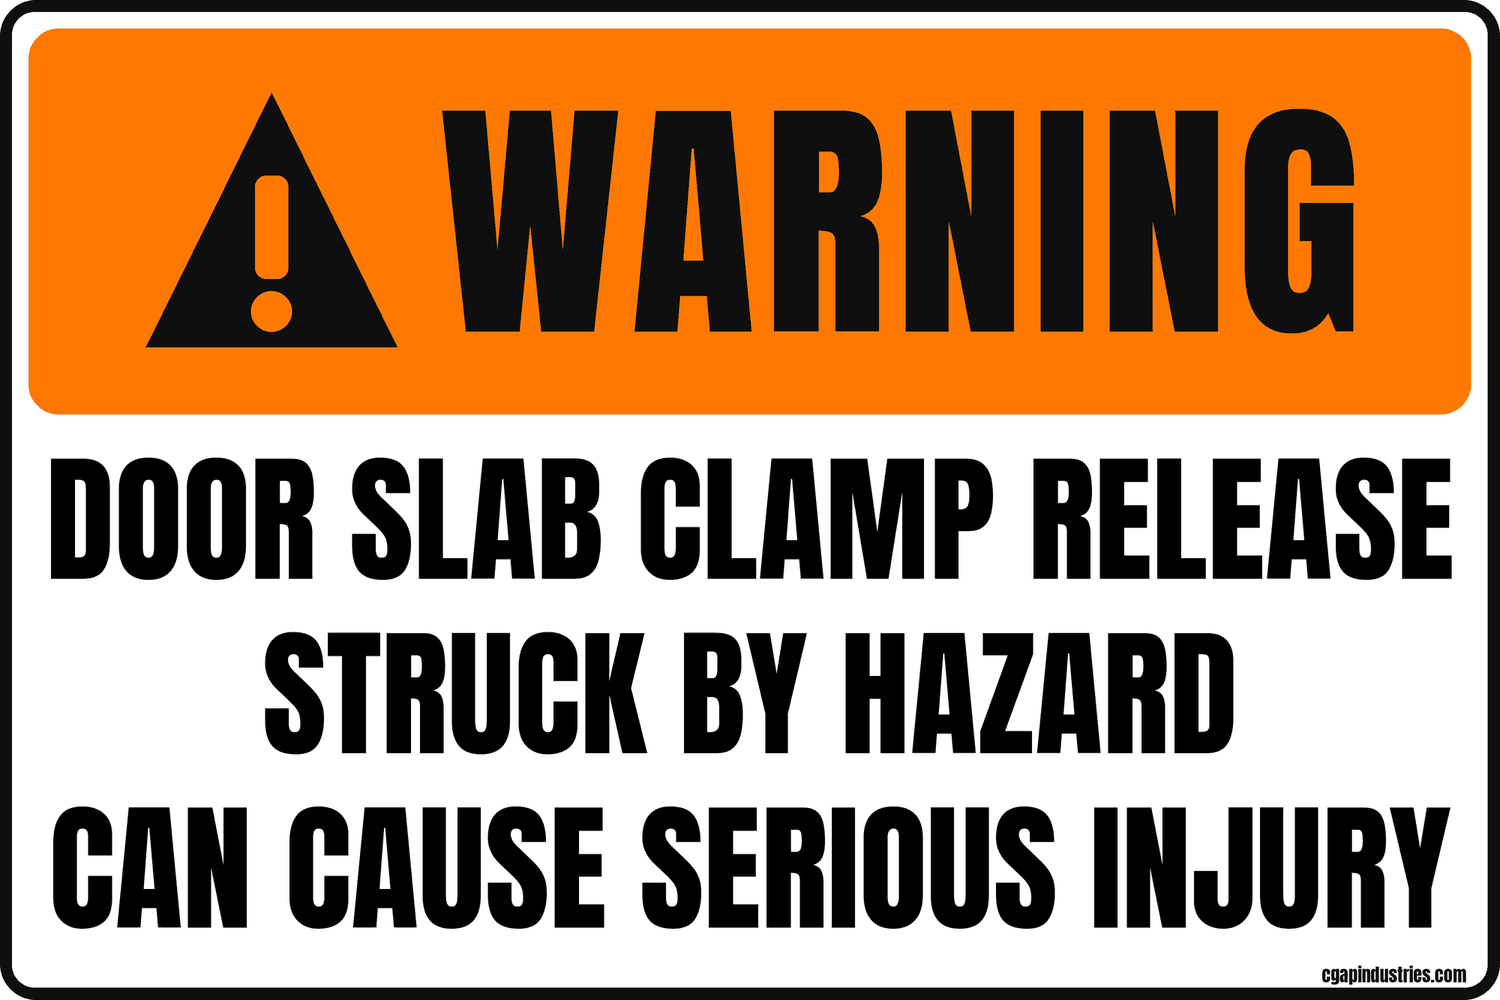 WARNING
DOOR SLAB CLAMP RELEASE
STRUCK BY HAZARD
CAN CAUSE SERIOUS INJURY
cgapindustries.com